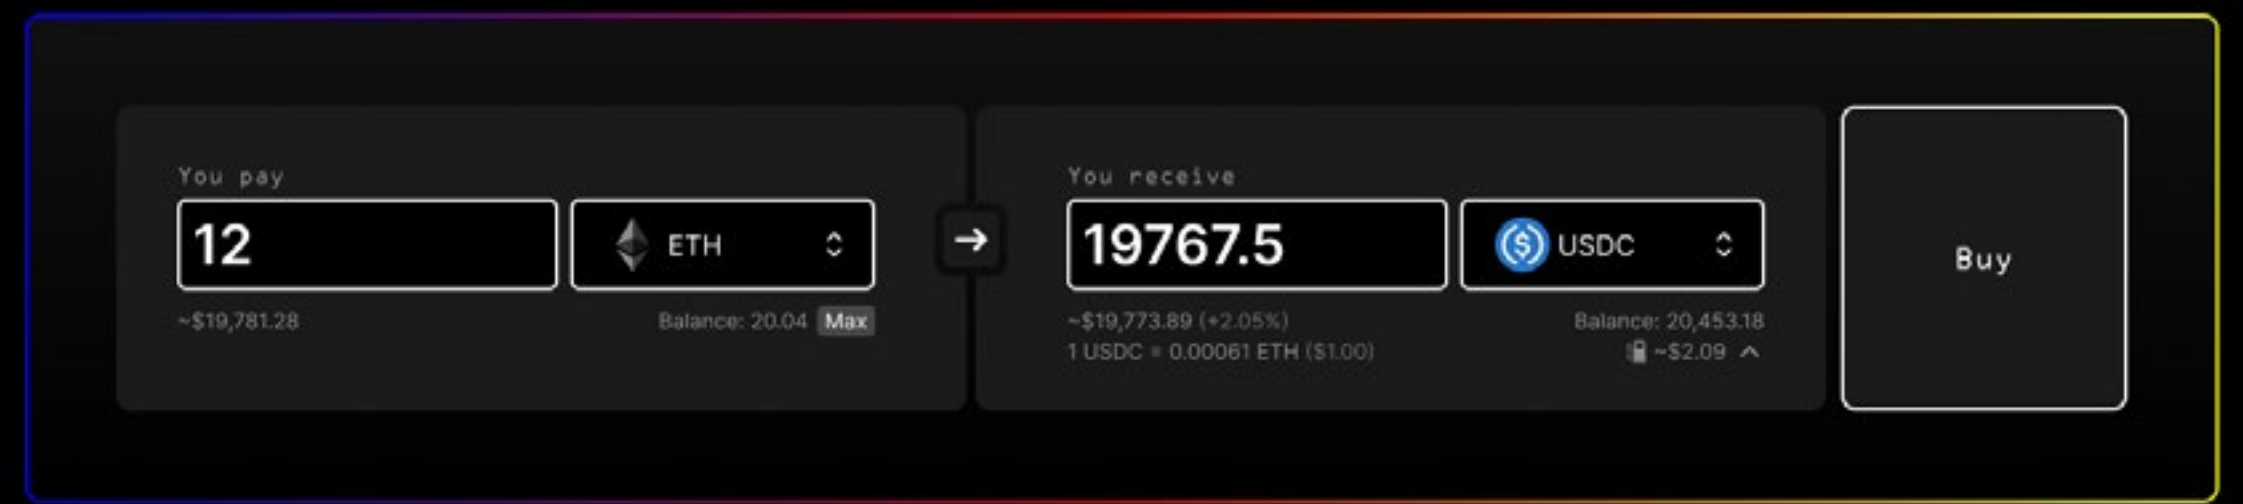 You pay
12
ETH
~$19,781.28
Balance: 20.04 Max
You receive
19767.5
USDC
~$19,773.89 (+2.05%)
Balance: 20,453.18
1 USDC = 0.00061 ETH ($1.00)
~$2.09
Buy